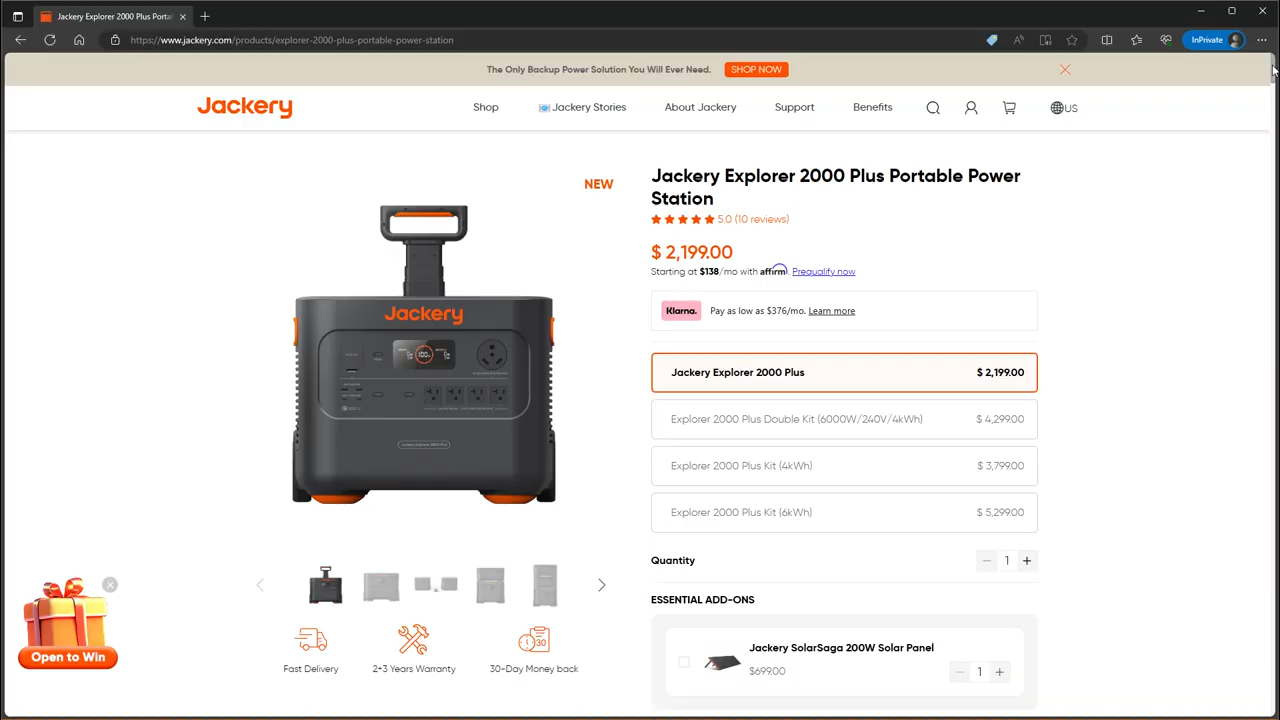 Jackery Explorer 2000 Plus Porta
https://www.jackery.com/products/explorer-2000-plus-portable-power-station
InPrivate
The Only Backup Power Solution You Will Ever Need. SHOP NOW
Jackery
Shop
Jackery Stories
About Jackery
Support
Benefits
US
NEW
Jackery
100%
Jackery Explorer 2000 Plus
Jackery Explorer 2000 Plus Portable Power
Station
5.0 (10 reviews)
$ 2,199.00
Starting at $138/mo with affirm. Prequalify now
Klarna. Pay as low as $376/mo. Learn more
Jackery Explorer 2000 Plus $ 2,199.00
Explorer 2000 Plus Double Kit (6000W/240V/4kWh) $ 4,299.00
Explorer 2000 Plus Kit (4kWh) $ 3,799.00
Explorer 2000 Plus Kit (6kWh) $ 5,299.00
Quantity
1
ESSENTIAL ADD-ONS
Jackery SolarSaga 200W Solar Panel
$699.00
1
Open to Win
30
Fast Delivery
2+3 Years Warranty
30-Day Money back